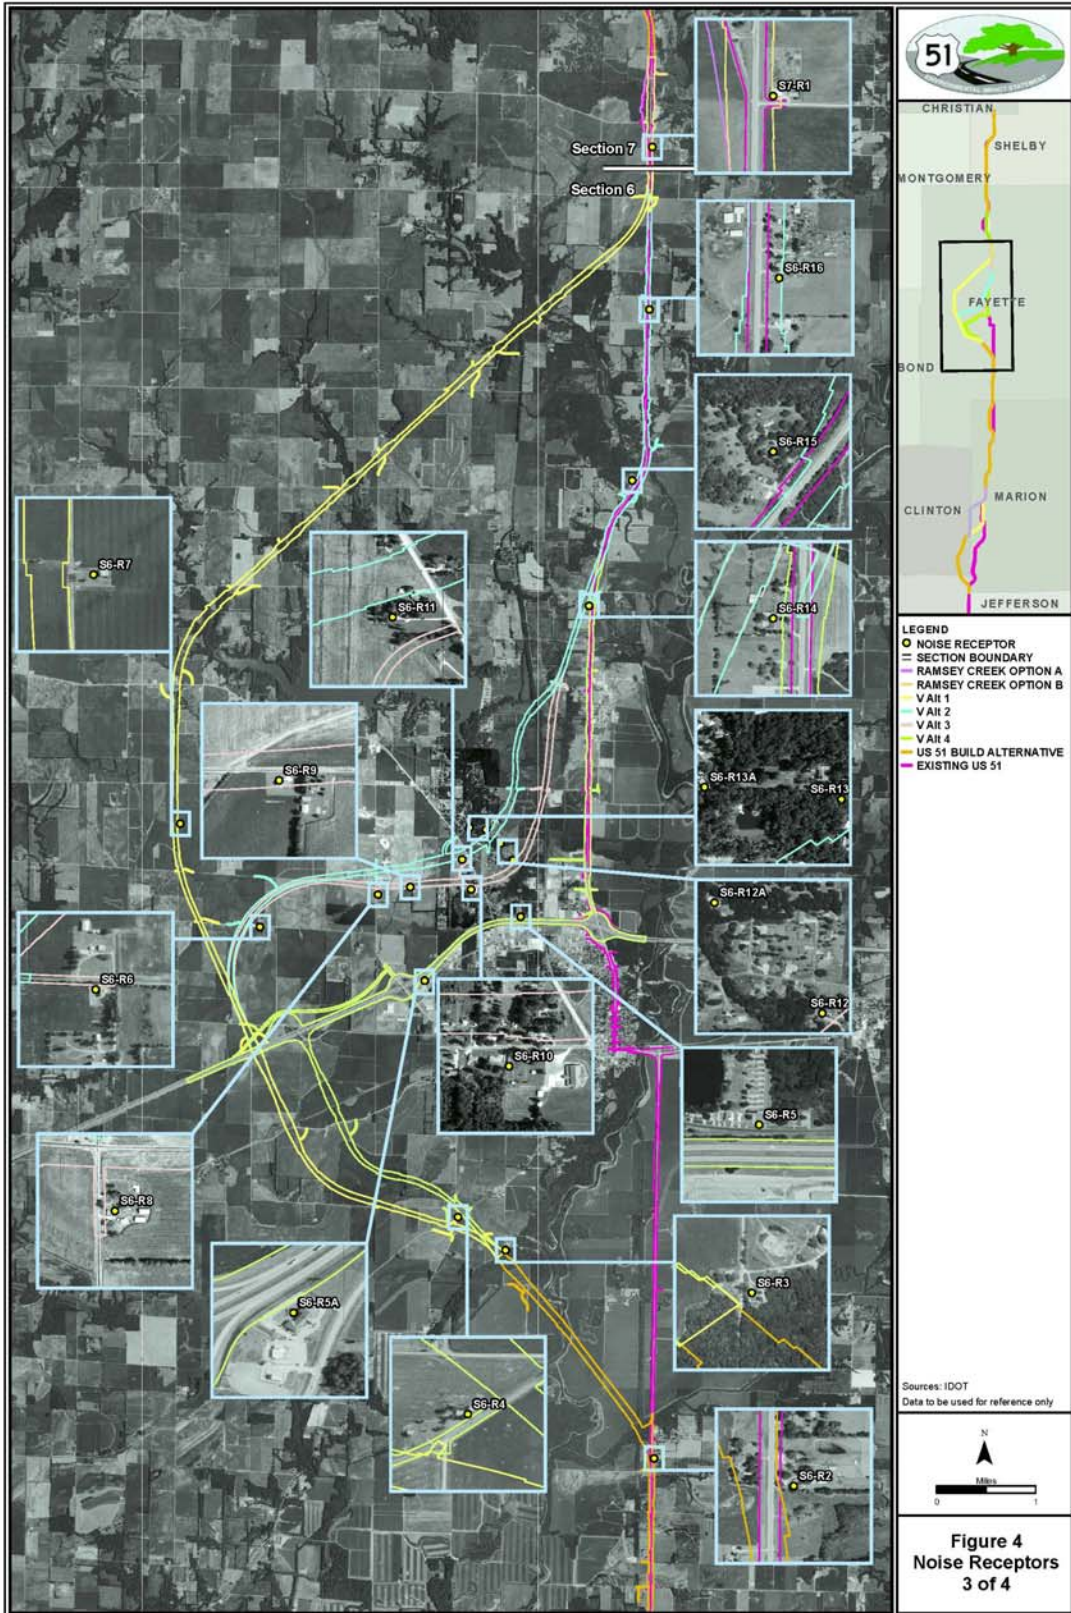 S7-R1
Section 7
Section 6
S6-R16
S6-R15
S6-R7
S6-R11
S6-R14
S6-R9
S6-R13A
S6-R13
S6-R12A
S6-R12
S6-R6
S6-R10
S6-R5
S6-R8
S6-R5A
S6-R3
S6-R4
S6-R2
51
ENVIRONMENTAL IMPACT STATEMENT
CHRISTIAN
SHELBY
MONTGOMERY
FAYETTE
BOND
MARION
CLINTON
JEFFERSON
LEGEND
NOISE RECEPTOR
SECTION BOUNDARY
RAMSEY CREEK OPTION A
RAMSEY CREEK OPTION B
V Alt 1
V Alt 2
V Alt 3
V Alt 4
US 51 BUILD ALTERNATIVE
EXISTING US 51
Sources: IDOT
Data to be used for reference only
N
Miles
0 1
Figure 4
Noise Receptors
3 of 4